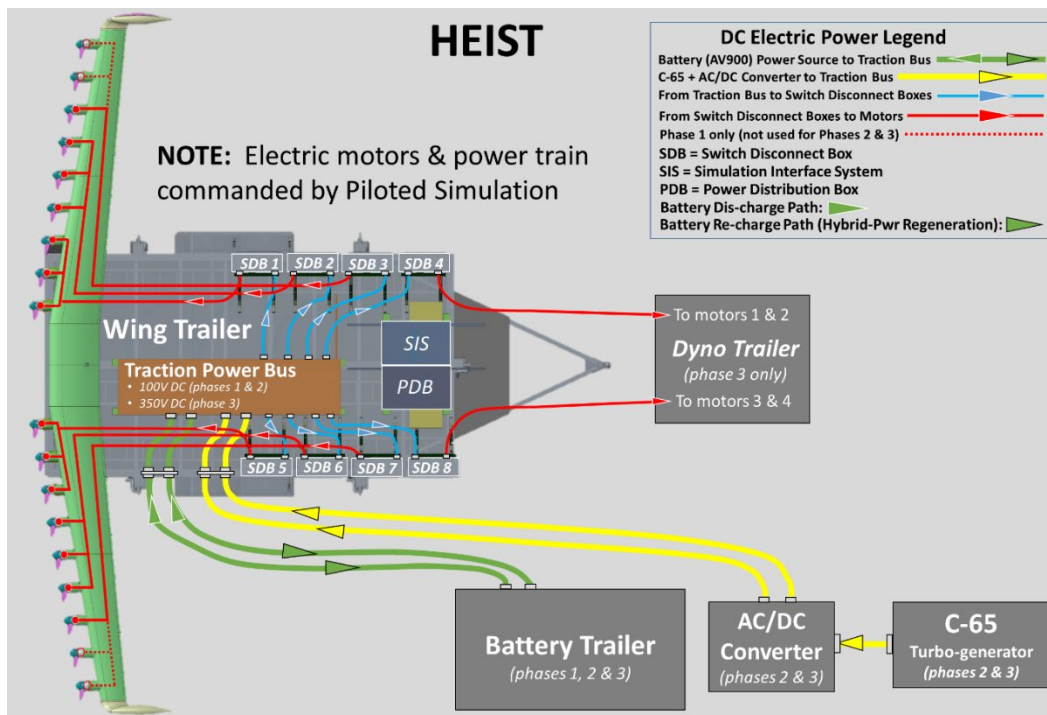 HEIST
DC Electric Power Legend
Battery (AV900) Power Source to Traction Bus
C-65 + AC/DC Converter to Traction Bus
From Traction Bus to Switch Disconnect Boxes
From Switch Disconnect Boxes to Motors
Phase 1 only (not used for Phases 2 & 3)
SDB = Switch Disconnect Box
SIS = Simulation Interface System
PDB = Power Distribution Box
Battery Dis-charge Path:
Battery Re-charge Path (Hybrid-Pwr Regeneration):
NOTE: Electric motors & power train
commanded by Piloted Simulation
SDB 1
SDB 2
SDB 3
SDB 4
Wing Trailer
SIS
PDB
Traction Power Bus
• 100V DC (phases 1 & 2)
• 350V DC (phase 3)
To motors 1 & 2
Dyno Trailer
(phase 3 only)
To motors 3 & 4
SDB 5
SDB 6
SDB 7
SDB 8
Battery Trailer
(phases 1, 2 & 3)
AC/DC
Converter
(phases 2 & 3)
C-65
Turbo-generator
(phases 2 & 3)